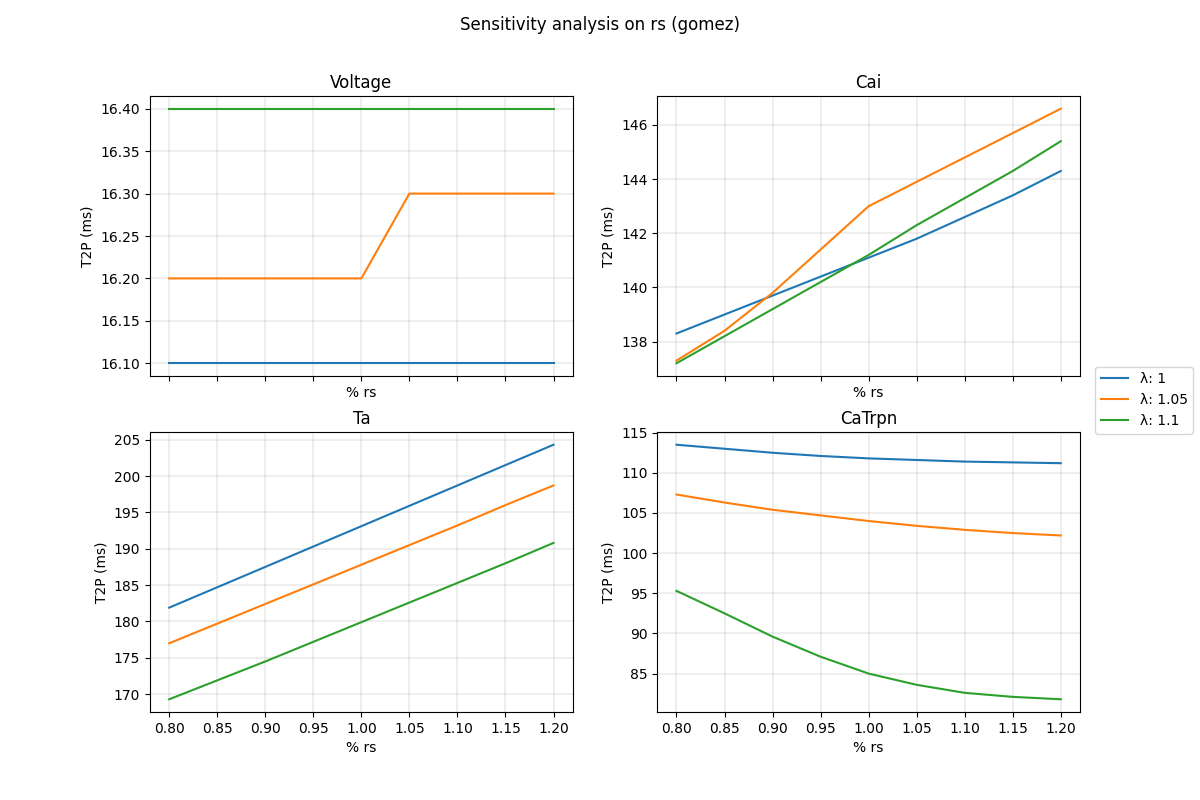 Sensitivity analysis on rs (gomez)
Voltage
16.40
16.35
16.30
16.25
16.20
16.15
16.10
T2P (ms)
% rs
Cai
146
144
142
140
138
T2P (ms)
% rs
λ: 1
λ: 1.05
λ: 1.1
Ta
205
200
195
190
185
180
175
170
T2P (ms)
0.80 0.85 0.90 0.95 1.00 1.05 1.10 1.15 1.20
% rs
CaTrpn
115
110
105
100
95
90
85
T2P (ms)
0.80 0.85 0.90 0.95 1.00 1.05 1.10 1.15 1.20
% rs